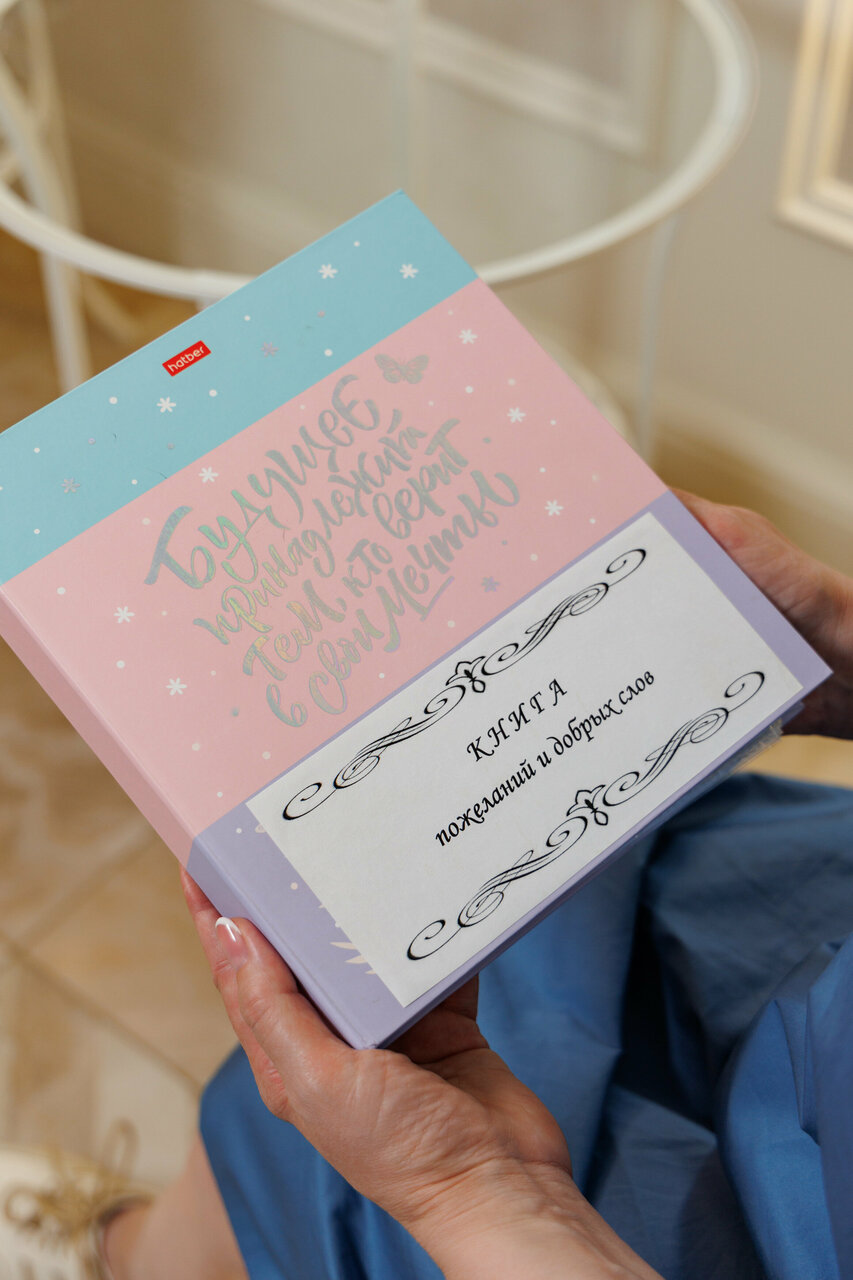 hatber
Будущее
принадлежит
тем, кто верит
в свои мечты
КНИГА
пожеланий и добрых слов